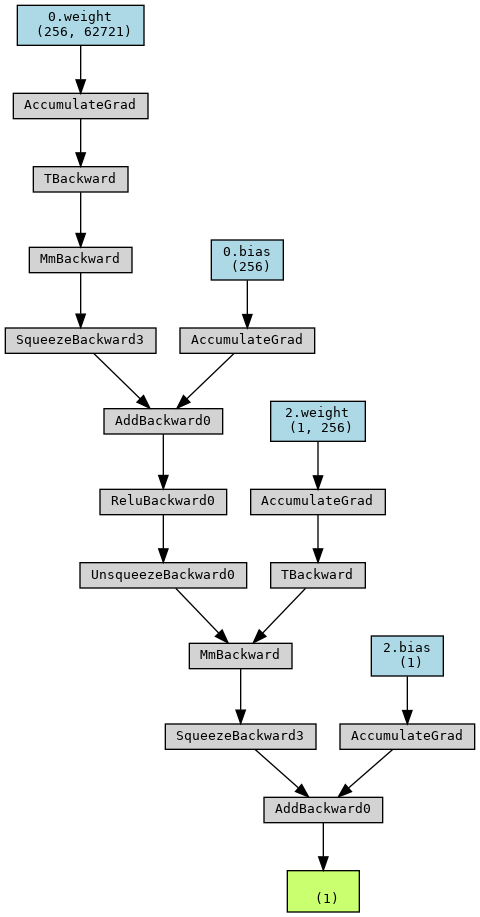 0.weight
(256, 62721)
AccumulateGrad
TBackward
MmBackward
0.bias
(256)
SqueezeBackward3
AccumulateGrad
AddBackward0
2.weight
(1, 256)
ReluBackward0
AccumulateGrad
UnsqueezeBackward0
TBackward
MmBackward
2.bias
(1)
SqueezeBackward3
AccumulateGrad
AddBackward0
(1)